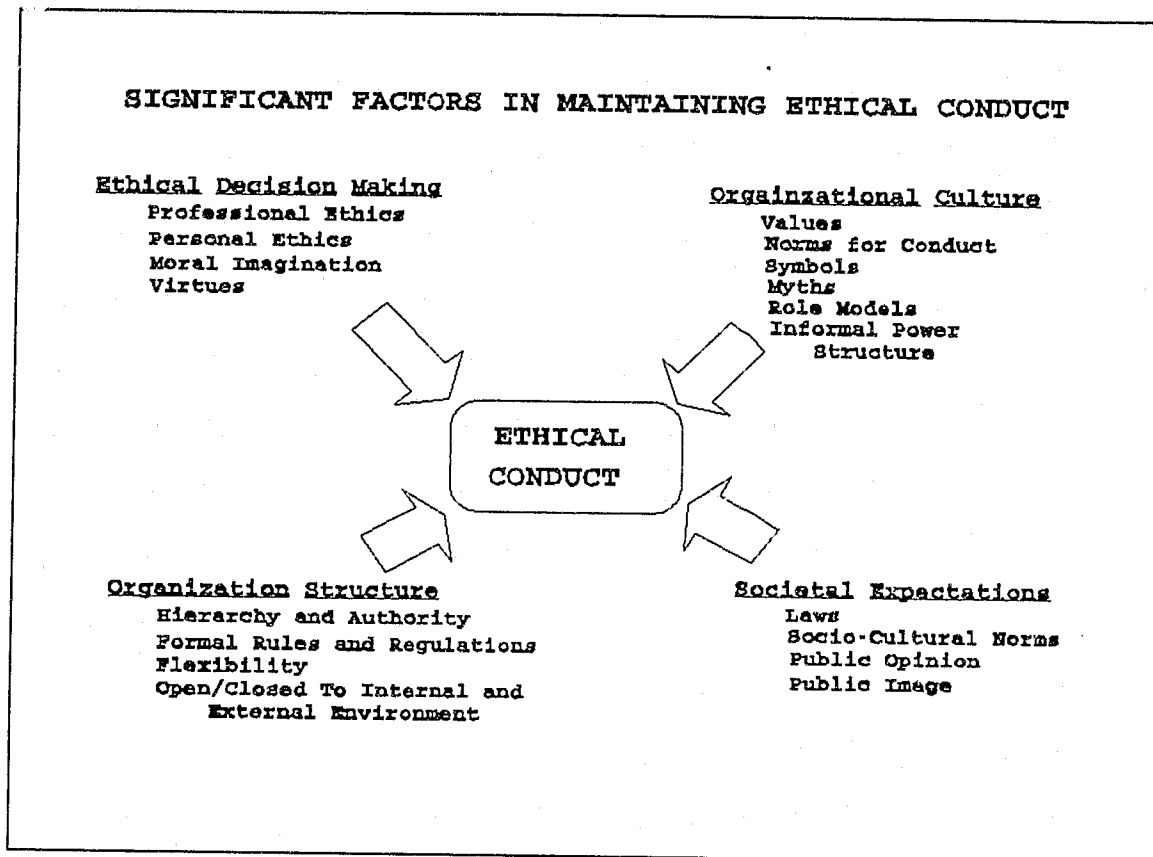 SIGNIFICANT FACTORS IN MAINTAINING ETHICAL CONDUCT
Ethical Decision Making
Professional Ethics
Personal Ethics
Moral Imagination
Virtues
Orgainzational Culture
Values
Norms for Conduct
Symbols
Myths
Role Models
Informal Power
Structure
ETHICAL
CONDUCT
Organization Structure
Hierarchy and Authority
Formal Rules and Regulations
Flexibility
Open/Closed To Internal and
External Environment
Societal Expectations
Laws
Socio-Cultural Norms
Public Opinion
Public Image